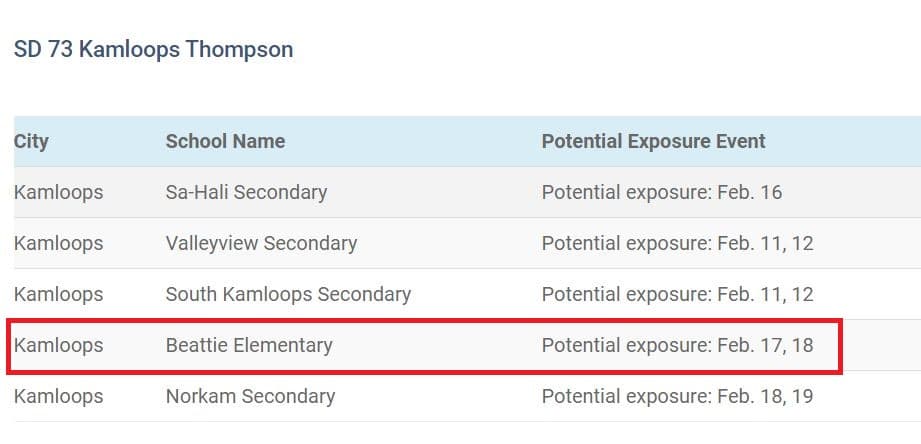 SD 73 Kamloops Thompson
City School Name Potential Exposure Event
Kamloops Sa-Hali Secondary Potential exposure: Feb. 16
Kamloops Valleyview Secondary Potential exposure: Feb. 11, 12
Kamloops South Kamloops Secondary Potential exposure: Feb. 11, 12
Kamloops Beattie Elementary Potential exposure: Feb. 17, 18
Kamloops Norkam Secondary Potential exposure: Feb. 18, 19